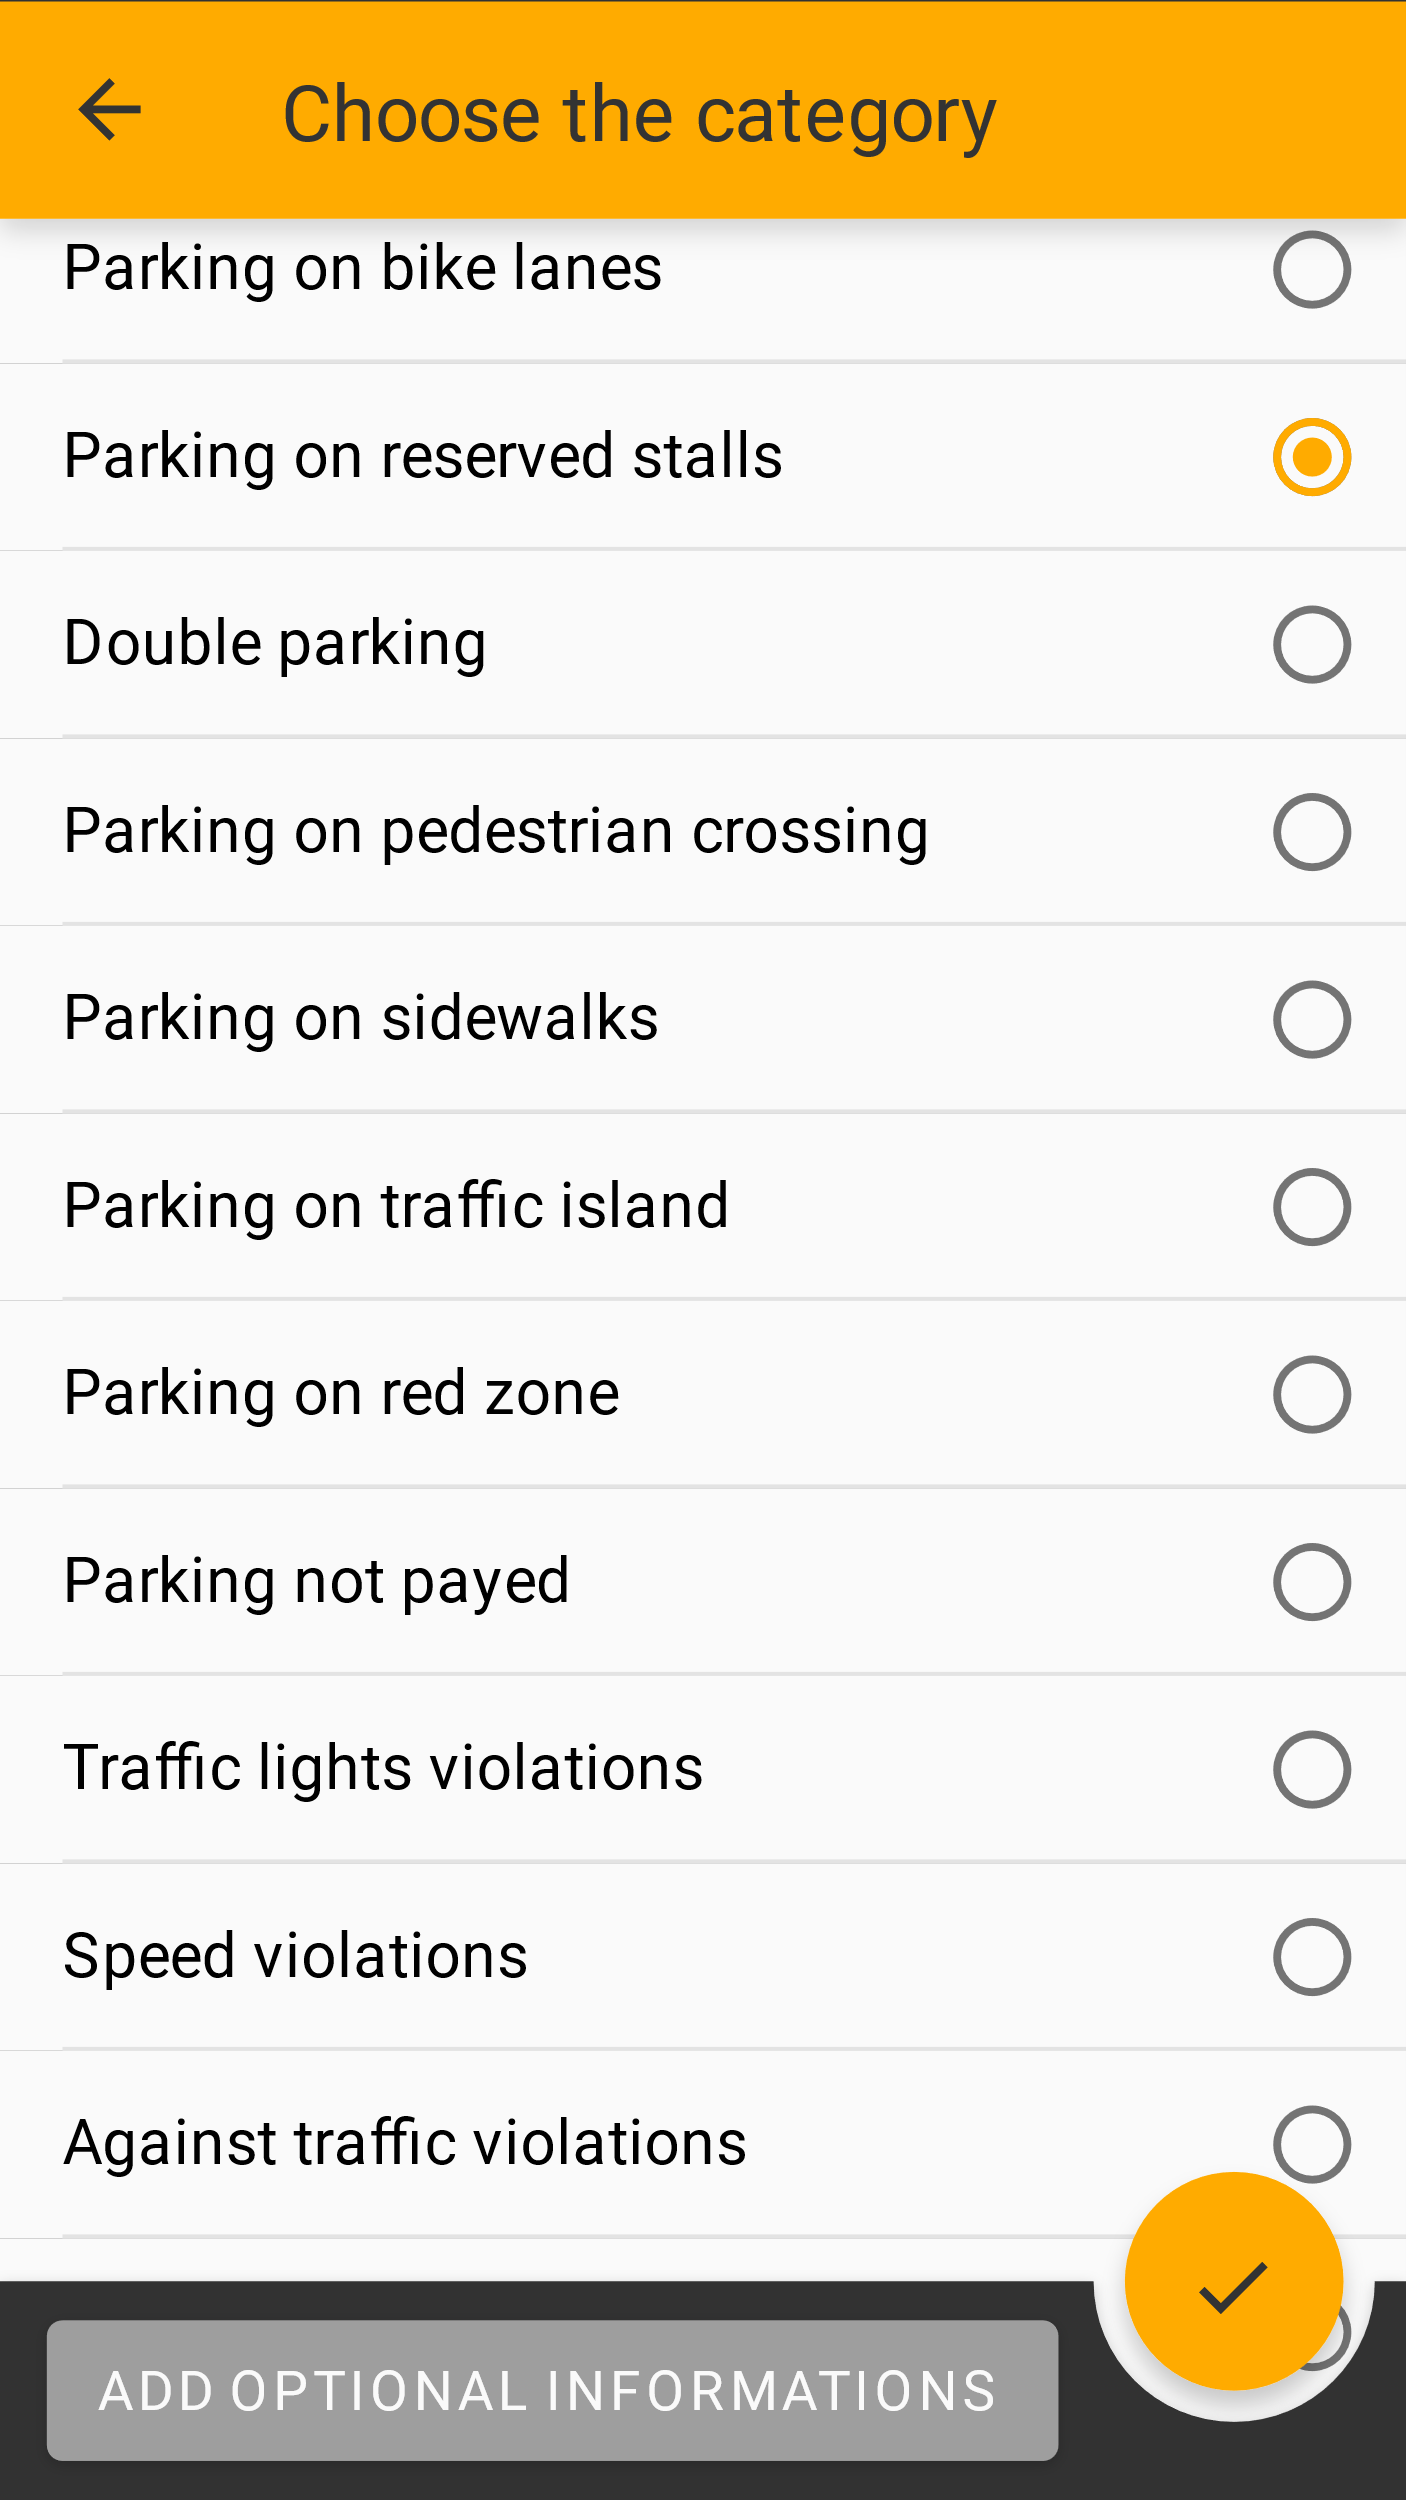 Choose the category
Parking on bike lanes
Parking on reserved stalls
Double parking
Parking on pedestrian crossing
Parking on sidewalks
Parking on traffic island
Parking on red zone
Parking not payed
Traffic lights violations
Speed violations
Against traffic violations
ADD OPTIONAL INFORMATIONS